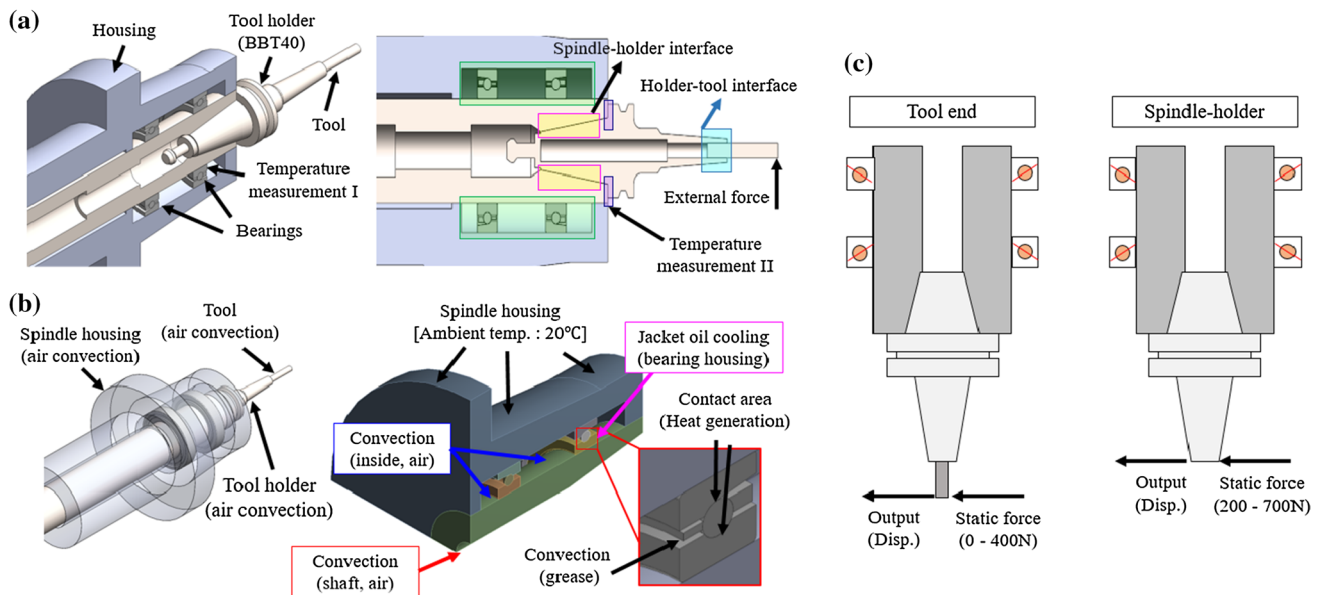 (a)
Housing
Tool holder
(BBT40)
Tool
Temperature
measurement I
Bearings
Spindle-holder interface
Holder-tool interface
External force
Temperature
measurement II
(b)
Spindle housing
(air convection)
Tool
(air convection)
Tool holder
(air convection)
Spindle housing
[Ambient temp. : 20℃]
Jacket oil cooling
(bearing housing)
Contact area
(Heat generation)
Convection
(inside, air)
Convection
(shaft, air)
Convection
(grease)
(c)
Tool end
Output
(Disp.)
Static force
(0 - 400N)
Spindle-holder
Output
(Disp.)
Static force
(200 - 700N)